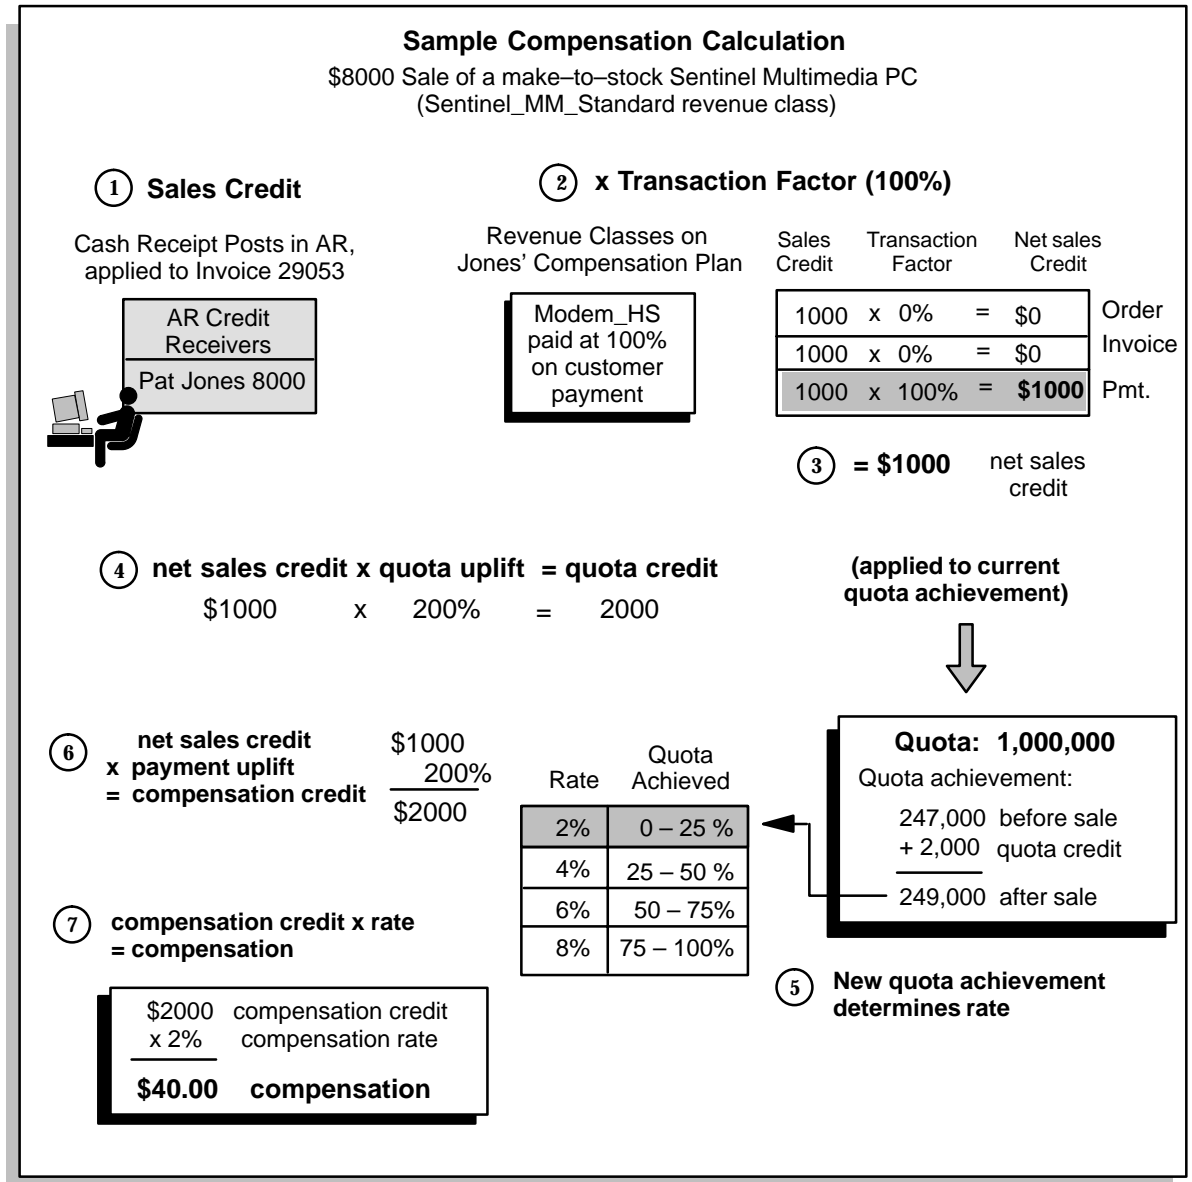 Sample Compensation Calculation
$8000 Sale of a make–to–stock Sentinel Multimedia PC
(Sentinel_MM_Standard revenue class)
1 Sales Credit
Cash Receipt Posts in AR,
applied to Invoice 29053
AR Credit
Receivers
Pat Jones 8000
2 x Transaction Factor (100%)
Revenue Classes on
Jones’ Compensation Plan
Modem_HS
paid at 100%
on customer
payment
Sales Transaction Net sales
Credit Factor Credit
1000 x 0% = $0 Order
1000 x 0% = $0 Invoice
1000 x 100% = $1000 Pmt.
3 = $1000 net sales
credit
4 net sales credit x quota uplift = quota credit
$1000 x 200% = 2000
(applied to current
quota achievement)
Quota: 1,000,000
Quota achievement:
247,000 before sale
+ 2,000 quota credit
249,000 after sale
5 New quota achievement
determines rate
Quota
Rate Achieved
2% 0 – 25 %
4% 25 – 50 %
6% 50 – 75%
8% 75 – 100%
6 net sales credit $1000
x payment uplift 200%
= compensation credit $2000
7 compensation credit x rate
= compensation
$2000 compensation credit
x 2% compensation rate
$40.00 compensation